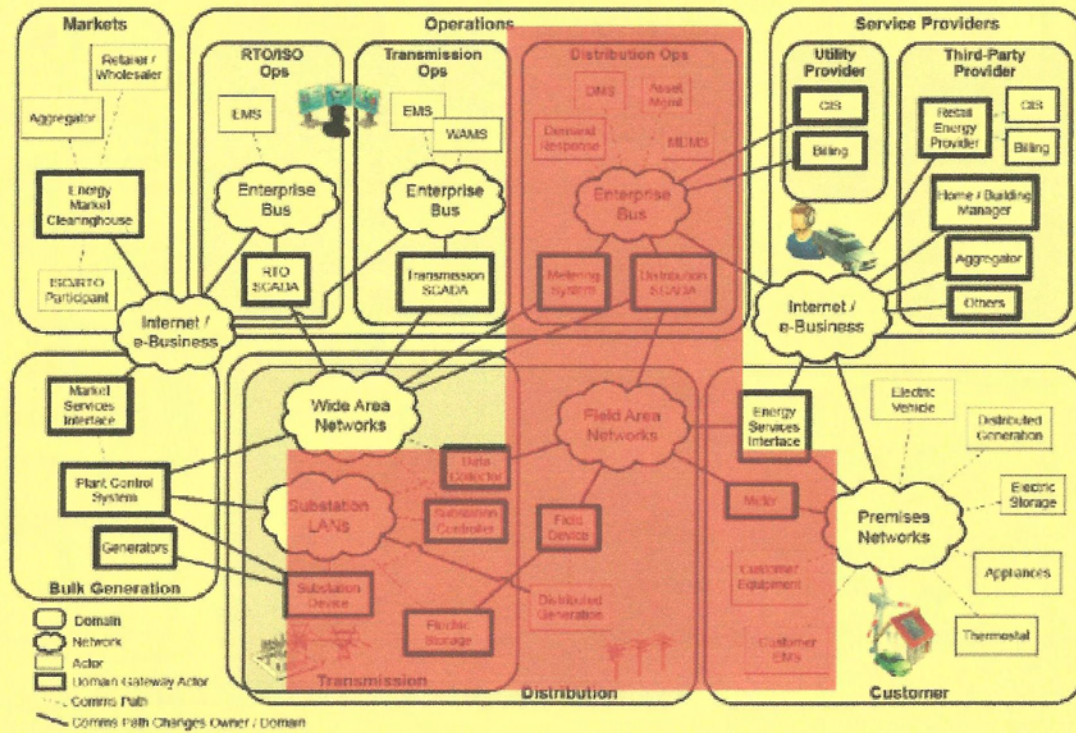 Markets
Operations
Service Providers
Retailer /
Wholesaler
Aggregator
Energy
Market
Clearinghouse
ISO/RTO
Participant
RTO/ISO
Ops
EMS
Enterprise
Bus
RTO
SCADA
Transmission
Ops
EMS
WAMS
Enterprise
Bus
Transmission
SCADA
Distribution Ops
DMS
Asset
Mgmt
Demand
Response
MDMS
Enterprise
Bus
Metering
System
Distribution
SCADA
Utility
Provider
CIS
Billing
Third-Party
Provider
Retail
Energy
Provider
CIS
Billing
Home / Building
Manager
Aggregator
Others
Internet /
e-Business
Internet /
e-Business
Market
Services
Interface
Plant Control
System
Generators
Bulk Generation
Wide Area
Networks
Field Area
Networks
Data
Collector
Substation
LANs
Substation
Controller
Field
Device
Substation
Device
Electric
Storage
Distributed
Generation
Transmission
Distribution
Energy
Services
Interface
Meter
Customer
Equipment
Customer
EMS
Electric
Vehicle
Distributed
Generation
Electric
Storage
Premises
Networks
Appliances
Thermostat
Customer
Domain
Network
Actor
Domain Gateway Actor
Comms Path
Comms Path Changes Owner / Domain